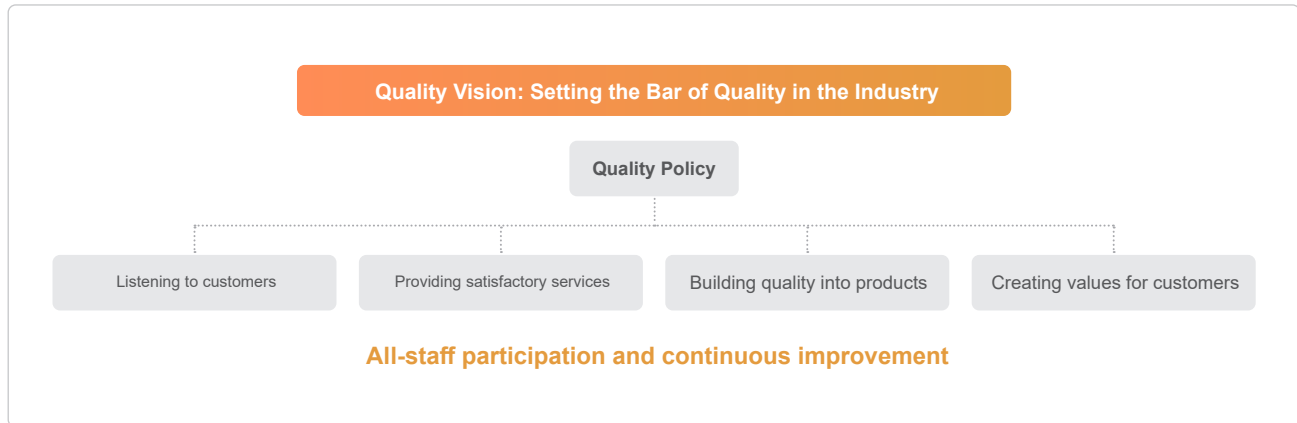 Quality Vision: Setting the Bar of Quality in the Industry
Quality Policy
Listening to customers
Providing satisfactory services
Building quality into products
Creating values for customers
All-staff participation and continuous improvement